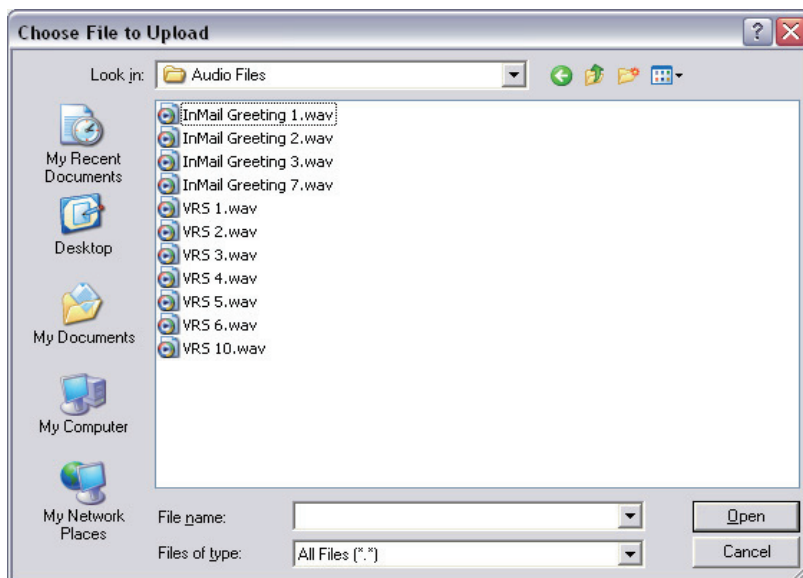 Choose File to Upload
Look in:
Audio Files
My Recent
Documents
Desktop
My Documents
My Computer
My Network
Places
InMail Greeting 1.wav
InMail Greeting 2.wav
InMail Greeting 3.wav
InMail Greeting 7.wav
VRS 1.wav
VRS 2.wav
VRS 3.wav
VRS 4.wav
VRS 5.wav
VRS 6.wav
VRS 10.wav
File name:
Open
Files of type:
All Files (*.*)
Cancel